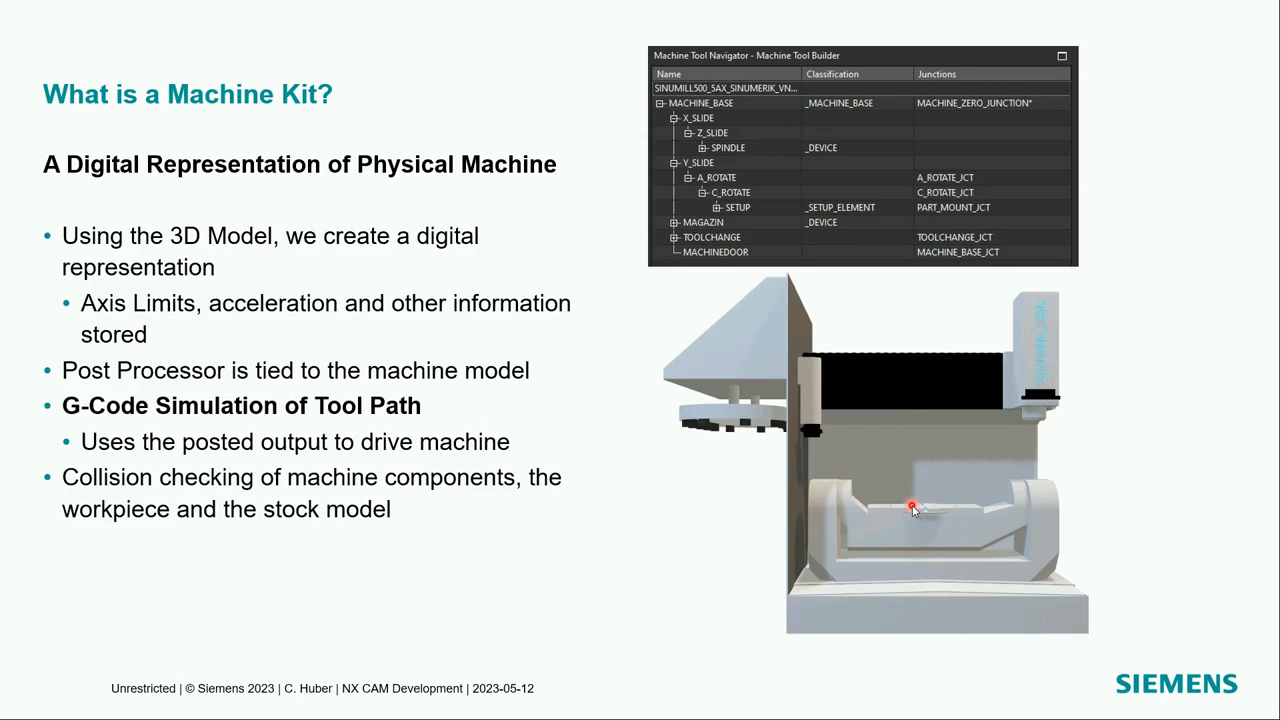 What is a Machine Kit?
A Digital Representation of Physical Machine
• Using the 3D Model, we create a digital
representation
• Axis Limits, acceleration and other information
stored
• Post Processor is tied to the machine model
• G-Code Simulation of Tool Path
• Uses the posted output to drive machine
• Collision checking of machine components, the
workpiece and the stock model
Machine Tool Navigator - Machine Tool Builder
Name Classification Junctions
SINUMILL500_5AX_SINUMERIK_VN...
MACHINE_BASE _MACHINE_BASE MACHINE_ZERO_JUNCTION*
X_SLIDE
Z_SLIDE
SPINDLE _DEVICE
Y_SLIDE
A_ROTATE A_ROTATE_JCT
C_ROTATE C_ROTATE_JCT
SETUP _SETUP_ELEMENT PART_MOUNT_JCT
MAGAZIN _DEVICE
TOOLCHANGE TOOLCHANGE_JCT
MACHINEDOOR MACHINE_BASE_JCT
Unrestricted | © Siemens 2023 | C. Huber | NX CAM Development | 2023-05-12
SIEMENS